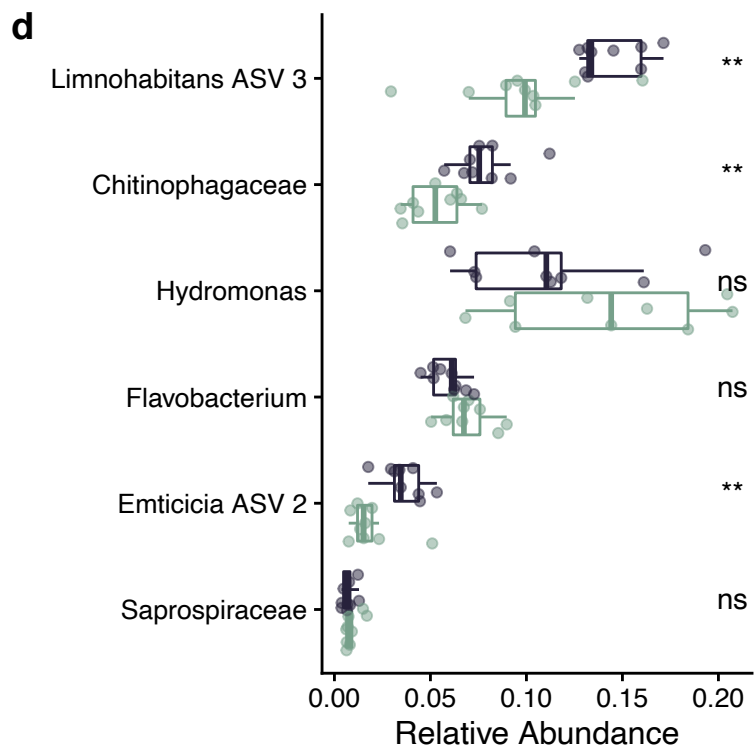 d
Limnohabitans ASV 3
**
Chitinophagaceae
**
Hydromonas
ns
Flavobacterium
ns
Emticicia ASV 2
**
Saprospiraceae
ns
0.00 0.05 0.10 0.15 0.20
Relative Abundance